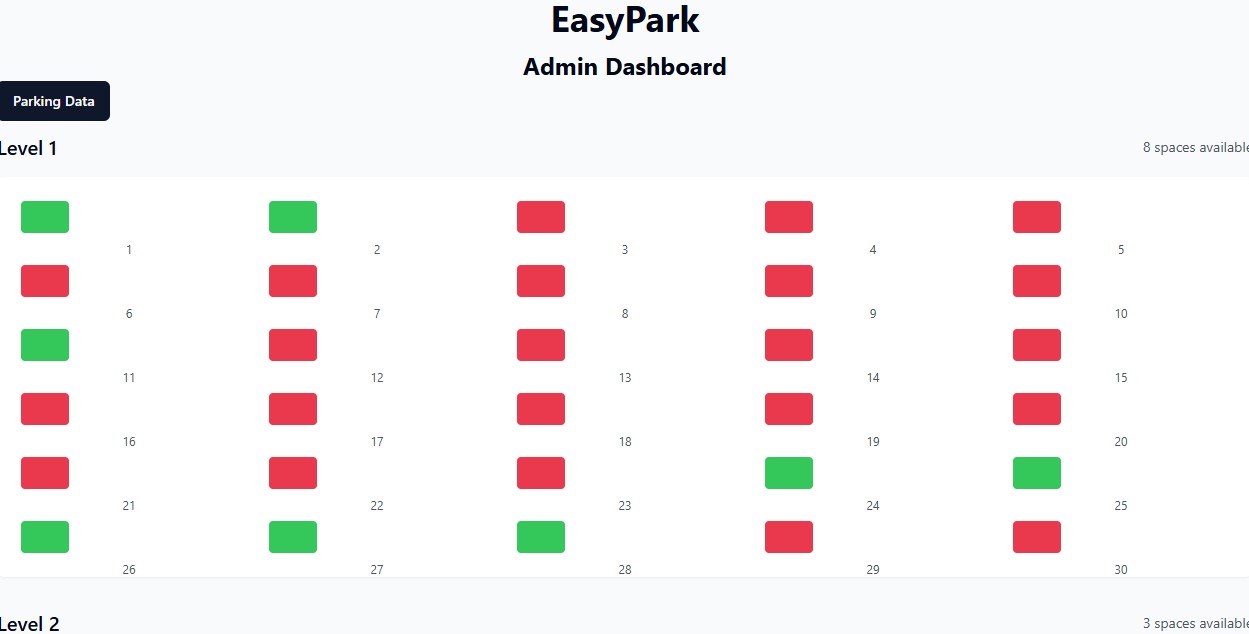 EasyPark
Admin Dashboard
Parking Data
Level 1
8 spaces available
1 2 3 4 5
6 7 8 9 10
11 12 13 14 15
16 17 18 19 20
21 22 23 24 25
26 27 28 29 30
Level 2
3 spaces available